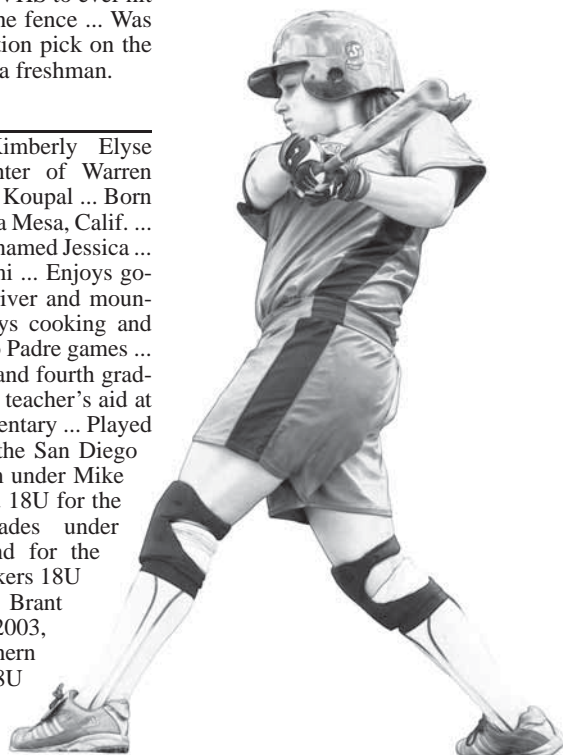 ne fence ... Was
tion pick on the
a freshman.
imberly Elyse
nter of Warren
Koupal ... Born
a Mesa, Calif. ...
named Jessica ...
ni ... Enjoys go-
iver and moun-
ys cooking and
Padre games ...
and fourth grad-
teacher's aid at
entary ... Played
the San Diego
under Mike
18U for the
ades under
nd for the
kers 18U
Brant
2003,
hern
8U